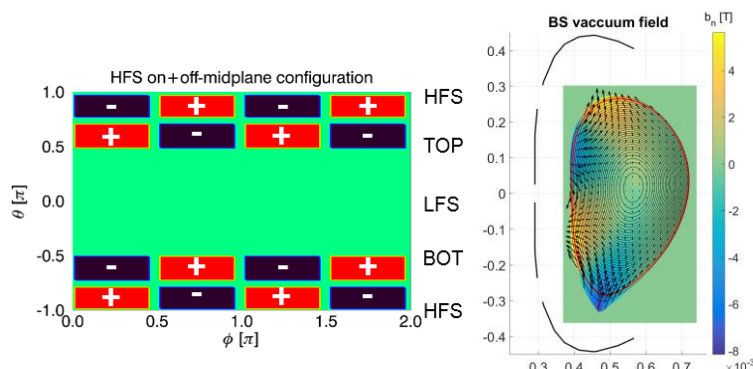 BS vaccuum field
b_n [T]
HFS on+off-midplane configuration
HFS
TOP
LFS
BOT
HFS
θ [π]
1.0
0.5
0.0
-0.5
-1.0
- + - +
+ - + -
- + - +
+ - + -
0.0 0.5 1.0 1.5 2.0
ϕ [π]
0.4
0.3
0.2
0.1
0
-0.1
-0.2
-0.3
-0.4
0.3 0.4 0.5 0.6 0.7
4
2
0
-2
-4
-6
-8
×10⁻³